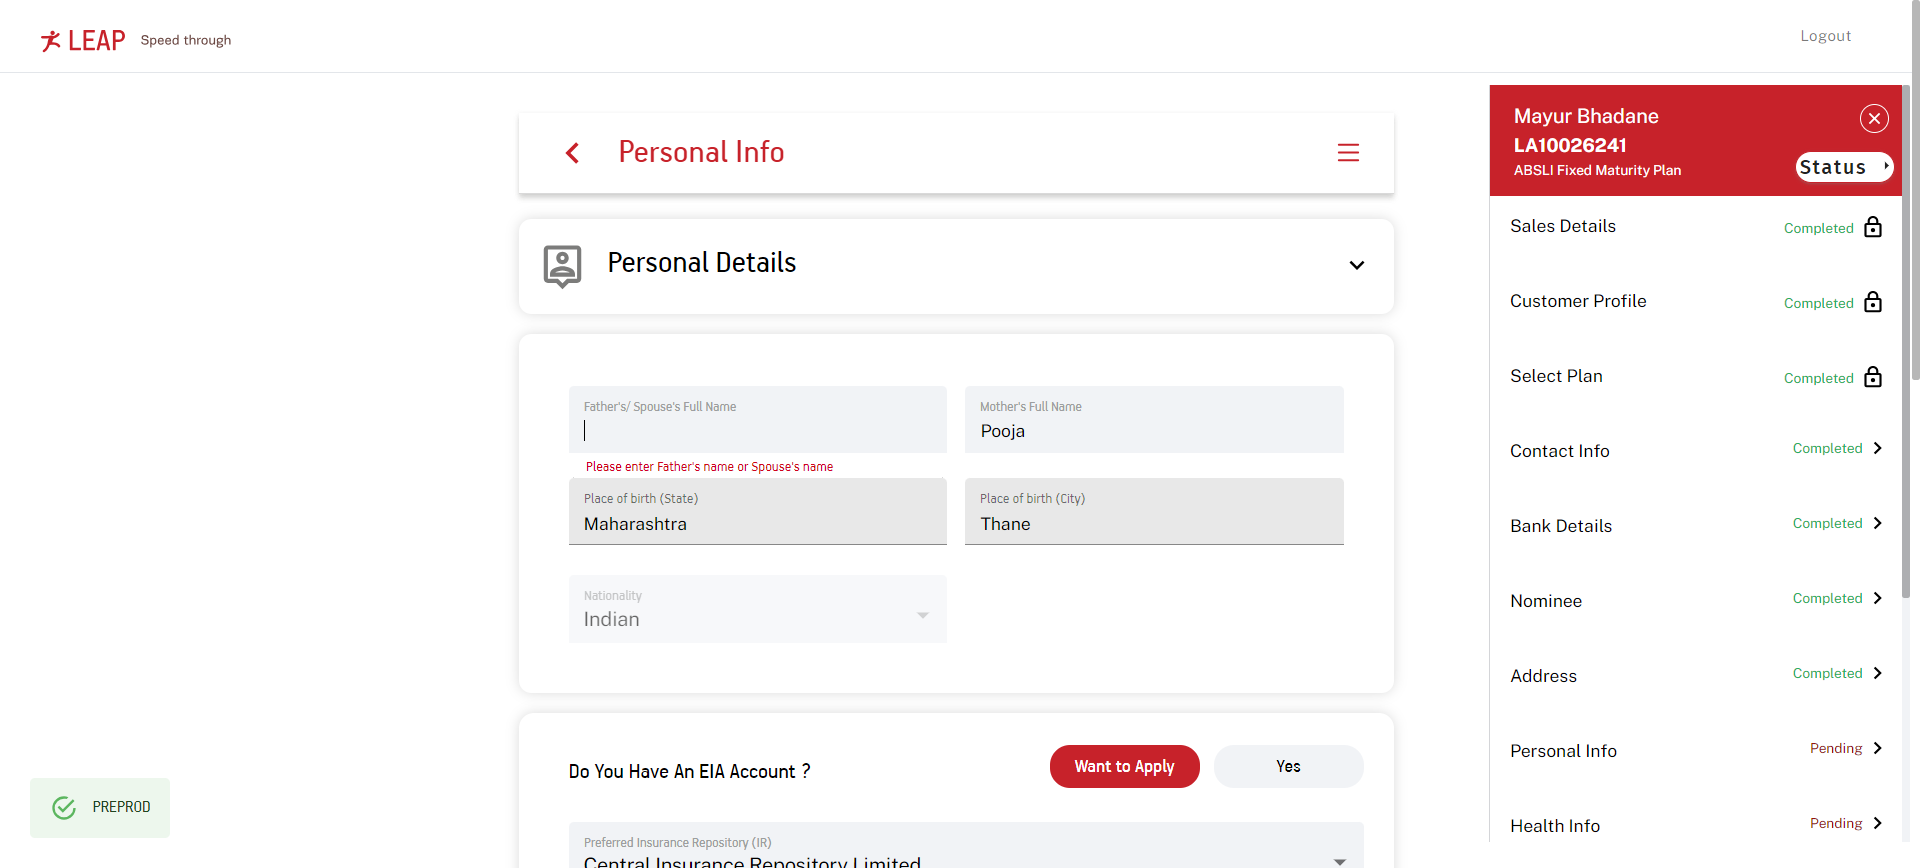 LEAP Speed through
Logout
Personal Info
Personal Details
Father's/ Spouse's Full Name
Mother's Full Name
Pooja
Please enter Father's name or Spouse's name
Place of birth (State)
Maharashtra
Place of birth (City)
Thane
Nationality
Indian
Do You Have An EIA Account ?
Want to Apply
Yes
Preferred Insurance Repository (IR)
Central Insurance Repository Limited
PREPROD
Mayur Bhadane
LA10026241
ABSLI Fixed Maturity Plan
Status
Sales Details Completed
Customer Profile Completed
Select Plan Completed
Contact Info Completed
Bank Details Completed
Nominee Completed
Address Completed
Personal Info Pending
Health Info Pending